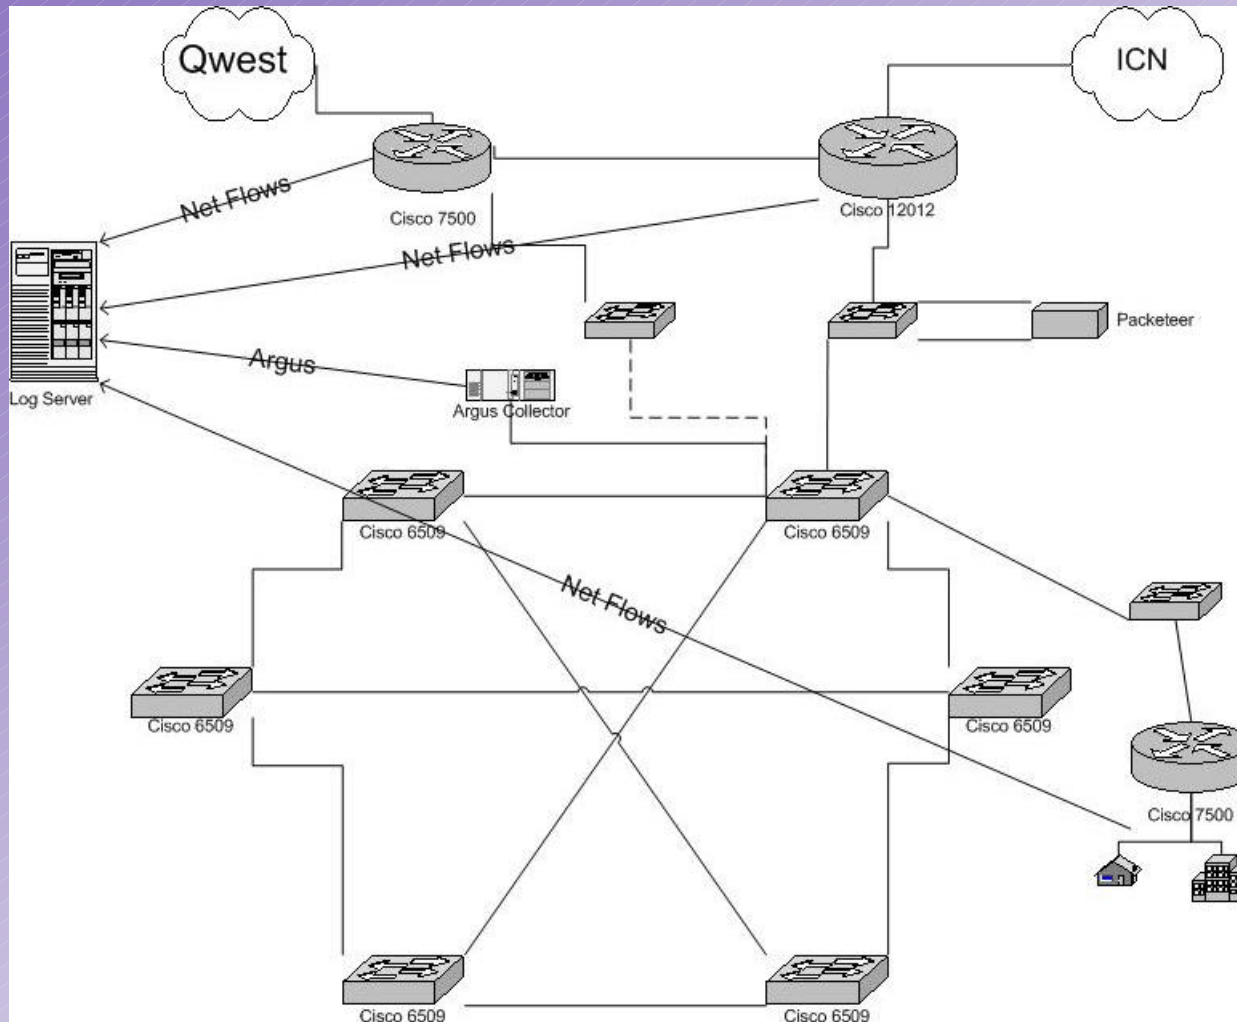 Qwest
ICN
Net Flows
Cisco 7500
Cisco 12012
Net Flows
Packeteer
Argus
Log Server
Argus Collector
Cisco 6509
Cisco 6509
Net Flows
Cisco 6509
Cisco 6509
Cisco 7500
Cisco 6509
Cisco 6509